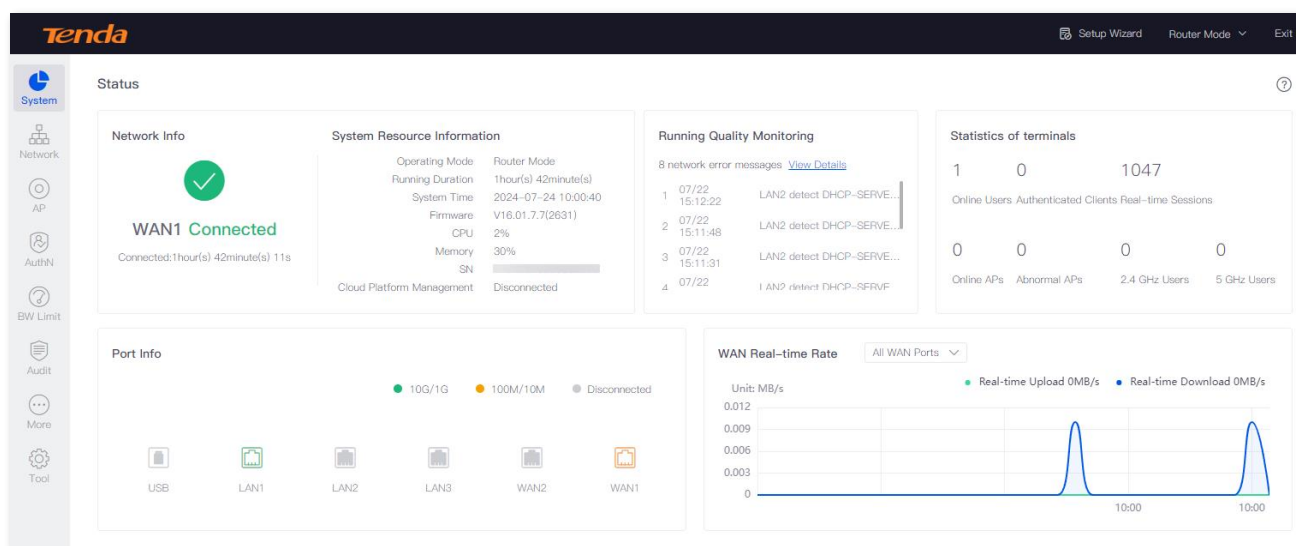 Tenda
Setup Wizard Router Mode Exit
System
Network
AP
AuthN
BW Limit
Audit
More
Tool
Status
Network Info
WAN1 Connected
Connected:1hour(s) 42minute(s) 11s
System Resource Information
Operating Mode Router Mode
Running Duration 1hour(s) 42minute(s)
System Time 2024-07-24 10:00:40
Firmware V16.01.7.7(2631)
CPU 2%
Memory 30%
SN
Cloud Platform Management Disconnected
Running Quality Monitoring
8 network error messages View Details
1 07/22 15:12:22 LAN2 detect DHCP-SERVE...
2 07/22 15:11:48 LAN2 detect DHCP-SERVE...
3 07/22 15:11:31 LAN2 detect DHCP-SERVE...
4 07/22 LAN2 detect DHCP-SERVE
Statistics of terminals
1 0 1047
Online Users Authenticated Clients Real-time Sessions
0 0 0 0
Online APs Abnormal APs 2.4 GHz Users 5 GHz Users
Port Info
10G/1G 100M/10M Disconnected
USB LAN1 LAN2 LAN3 WAN2 WAN1
WAN Real-time Rate All WAN Ports
Unit: MB/s Real-time Upload 0MB/s Real-time Download 0MB/s
0.012
0.009
0.006
0.003
0
10:00 10:00